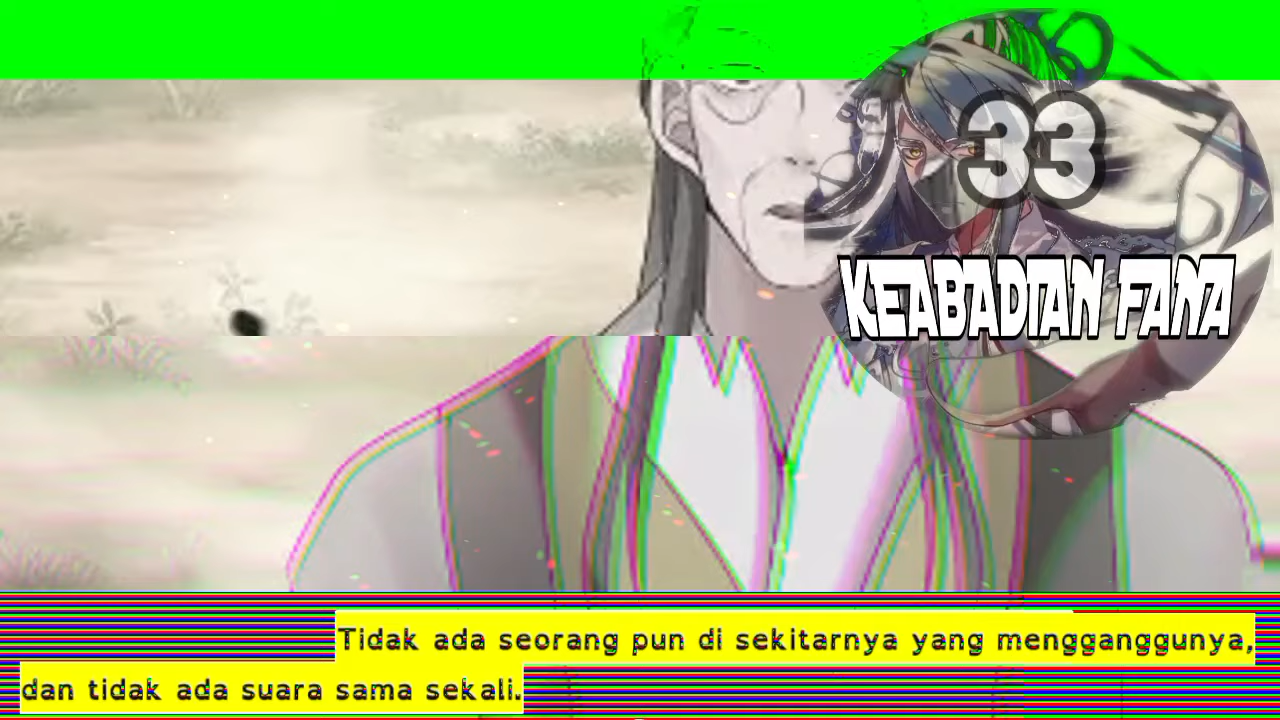 33
KEABADIAN FANA
Tidak ada seorang pun di sekitarnya yang mengganggunya,
dan tidak ada suara sama sekali.